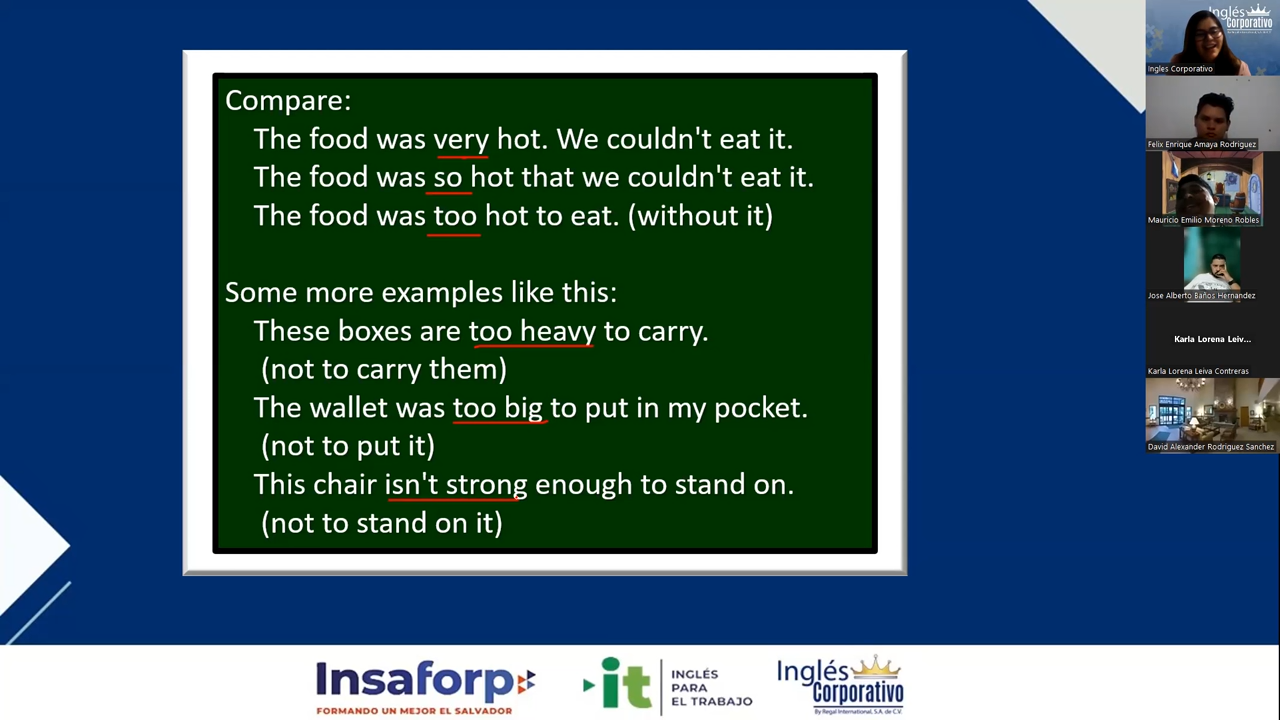 Compare:
The food was very hot. We couldn't eat it.
The food was so hot that we couldn't eat it.
The food was too hot to eat. (without it)
Some more examples like this:
These boxes are too heavy to carry.
(not to carry them)
The wallet was too big to put in my pocket.
(not to put it)
This chair isn't strong enough to stand on.
(not to stand on it)
Insaforp
FORMANDO UN MEJOR EL SALVADOR
it
INGLÉS
PARA
EL TRABAJO
Inglés
Corporativo
By Regal International, S.A. de C.V.
Inglés
Corporativo
Ingles Corporativo
Felix Enrique Amaya Rodriguez
Mauricio Emilio Moreno Robles
Jose Alberto Baños Hernandez
Karla Lorena Leiv...
Karla Lorena Leiva Contreras
David Alexander Rodriguez Sanchez